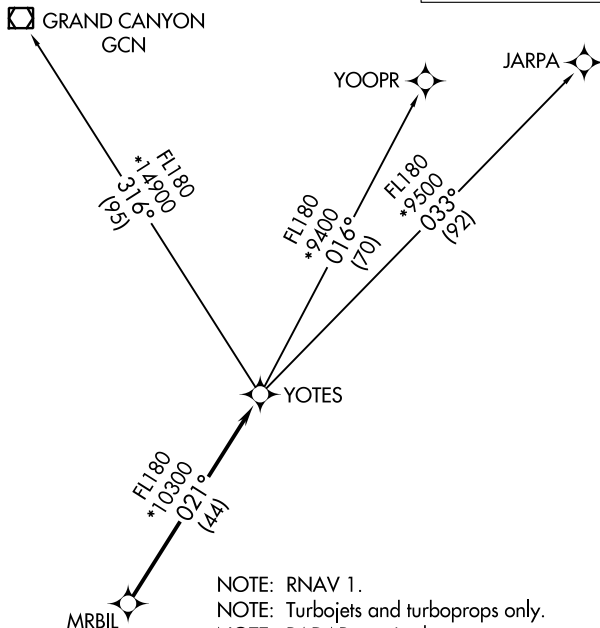 GRAND CANYON
GCN
YOOPR
JARPA
FL180
*14900
316°
(95)
FL180
*9400
016°
(70)
FL180
*9500
033°
(92)
YOTES
FL180
*10300
021°
(44)
MRBIL
NOTE: RNAV 1.
NOTE: Turbojets and turboprops only.